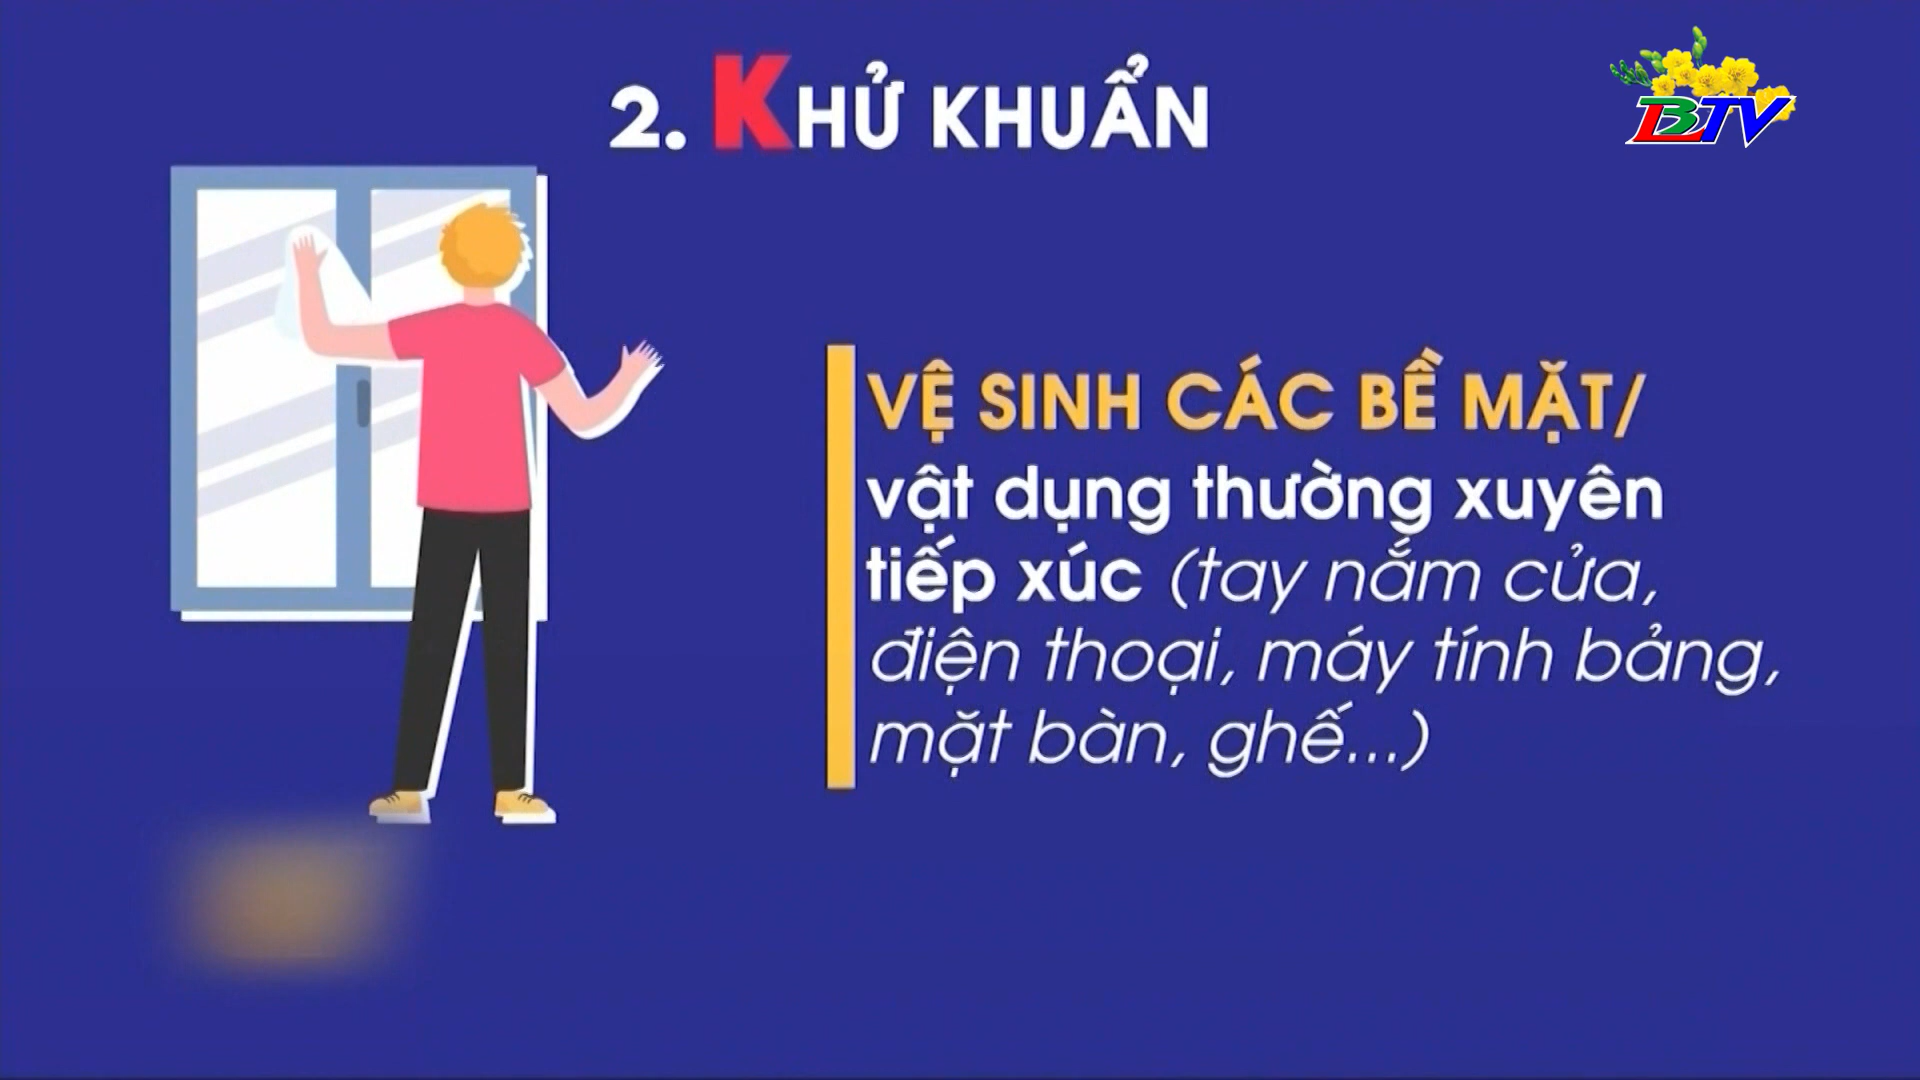 2. KHỬ KHUẨN
BTV
VỆ SINH CÁC BỀ MẶT/
vật dụng thường xuyên
tiếp xúc (tay nắm cửa,
điện thoại, máy tính bảng,
mặt bàn, ghế...)